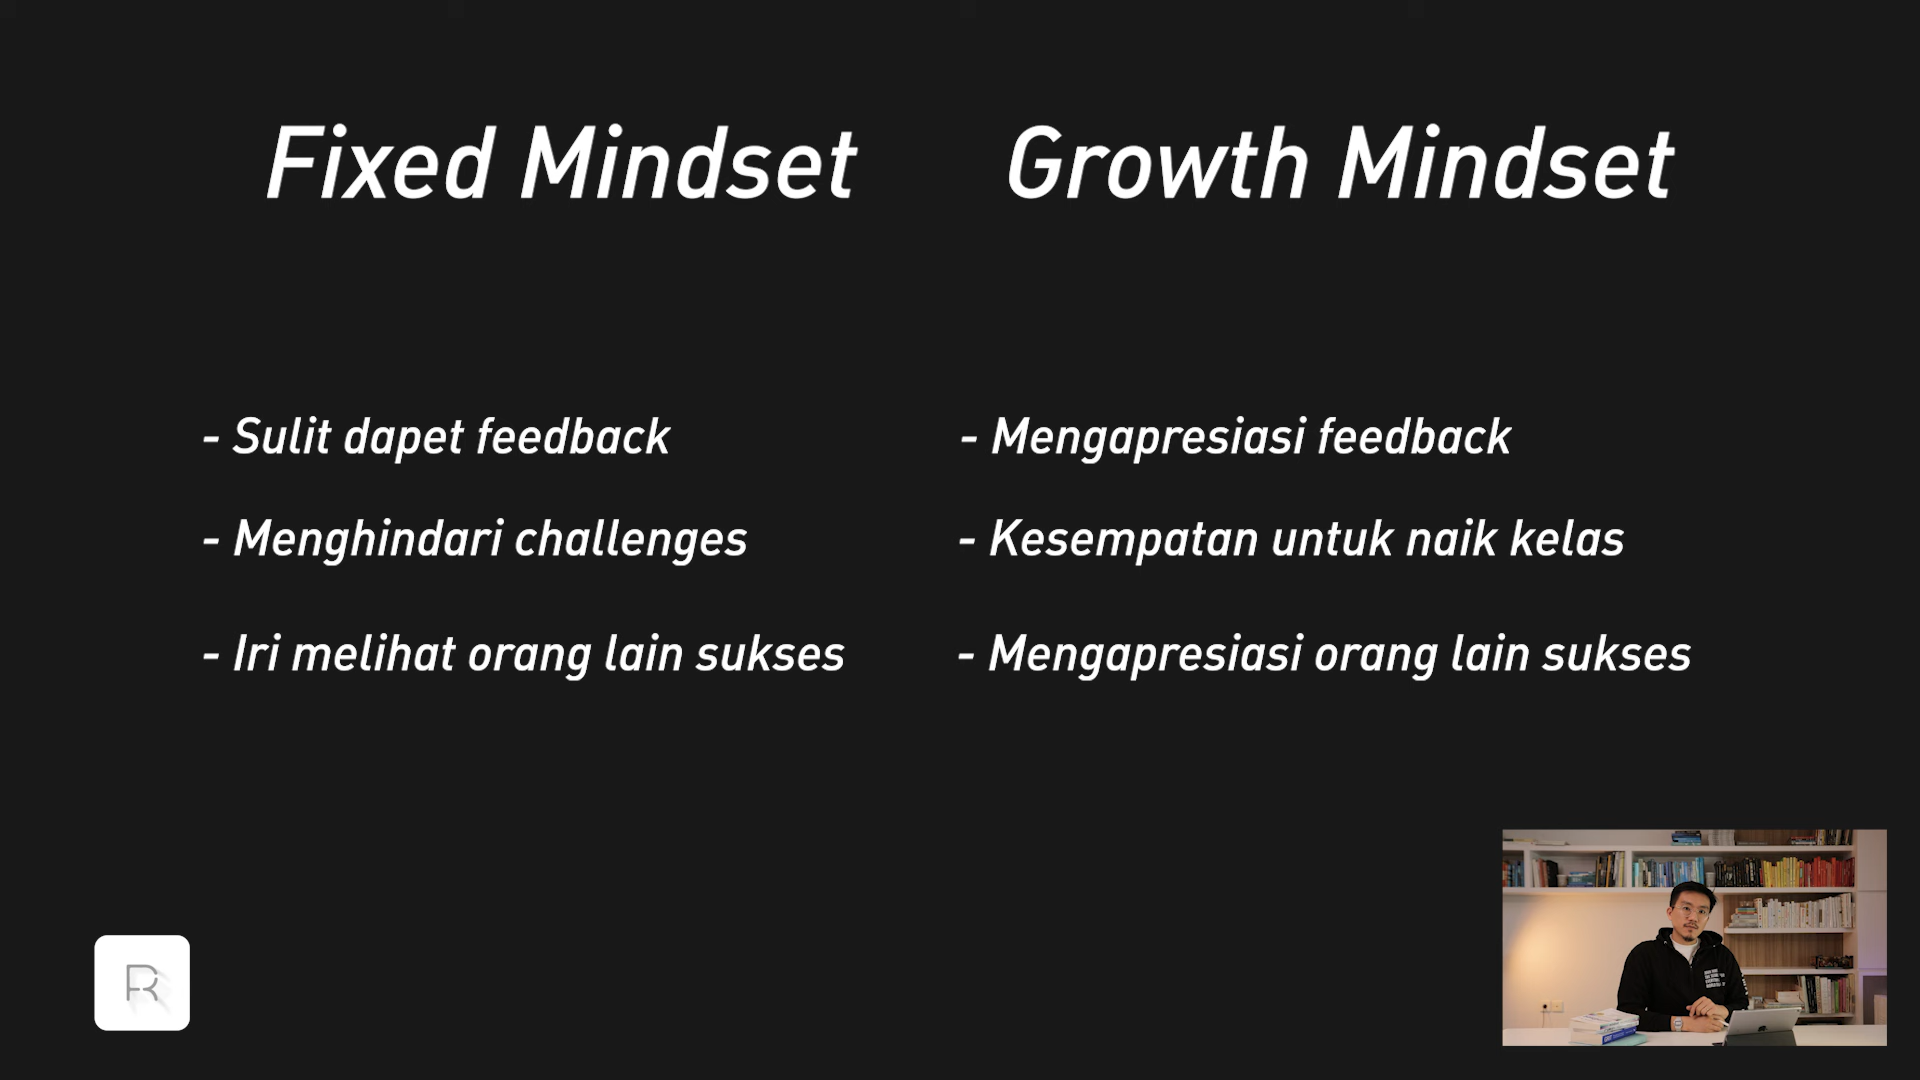 Fixed Mindset
Growth Mindset
- Sulit dapet feedback
- Mengapresiasi feedback
- Menghindari challenges
- Kesempatan untuk naik kelas
- Iri melihat orang lain sukses
- Mengapresiasi orang lain sukses